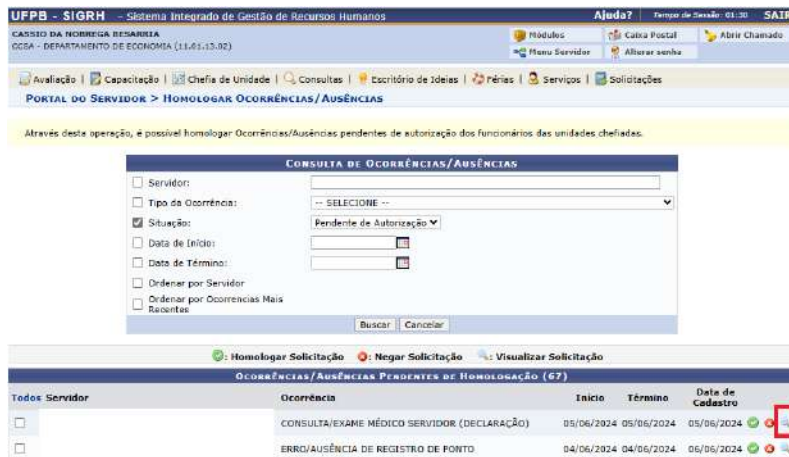 UFPB - SIGRH - Sistema Integrado de Gestão de Recursos Humanos Ajuda? Tempo de Sessão: 01:30 SAIR
CASSIO DA NOBREGA BESARRIA Módulos Caixa Postal Abrir Chamado
CCSA - DEPARTAMENTO DE ECONOMIA (11.01.13.02) Menu Servidor Alterar senha
Avaliação | Capacitação | Chefia de Unidade | Consultas | Escritório de Ideias | Férias | Serviços | Solicitações
PORTAL DO SERVIDOR > HOMOLOGAR OCORRÊNCIAS/AUSÊNCIAS
Através desta operação, é possível homologar Ocorrências/Ausências pendentes de autorização dos funcionários das unidades chefiadas.
CONSULTA DE OCORRÊNCIAS/AUSÊNCIAS
Servidor:
Tipo da Ocorrência: -- SELECIONE --
Situação: Pendente de Autorização
Data de Início:
Data de Término:
Ordenar por Servidor
Ordenar por Ocorrencias Mais
Recentes
Buscar Cancelar
: Homologar Solicitação : Negar Solicitação : Visualizar Solicitação
OCORRÊNCIAS/AUSÊNCIAS PENDENTES DE HOMOLOGAÇÃO (67)
Todos Servidor Ocorrência Início Término Data de Cadastro
CONSULTA/EXAME MÉDICO SERVIDOR (DECLARAÇÃO) 05/06/2024 05/06/2024 05/06/2024
ERRO/AUSÊNCIA DE REGISTRO DE PONTO 04/06/2024 04/06/2024 06/06/2024